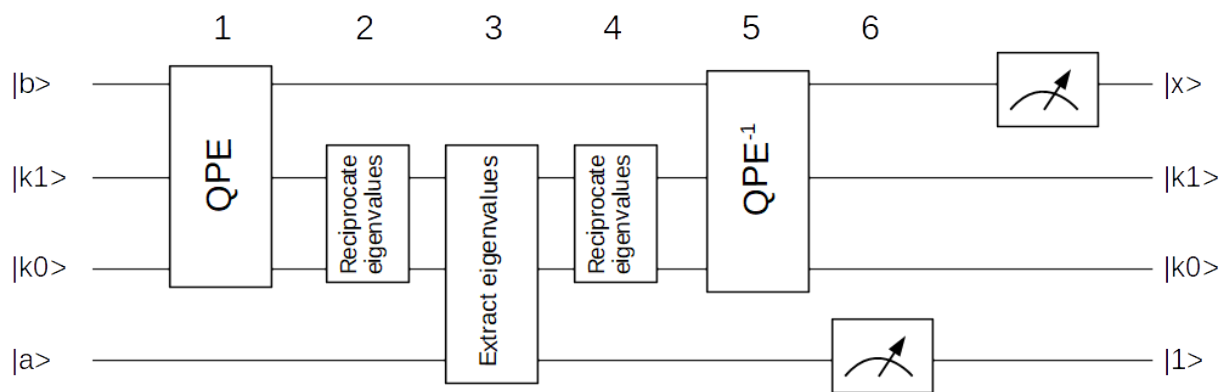 1 2 3 4 5 6
|b> |x>
QPE
Reciprocate
eigenvalues
Extract eigenvalues
Reciprocate
eigenvalues
QPE⁻¹
|k1> |k1>
|k0> |k0>
|a> |1>